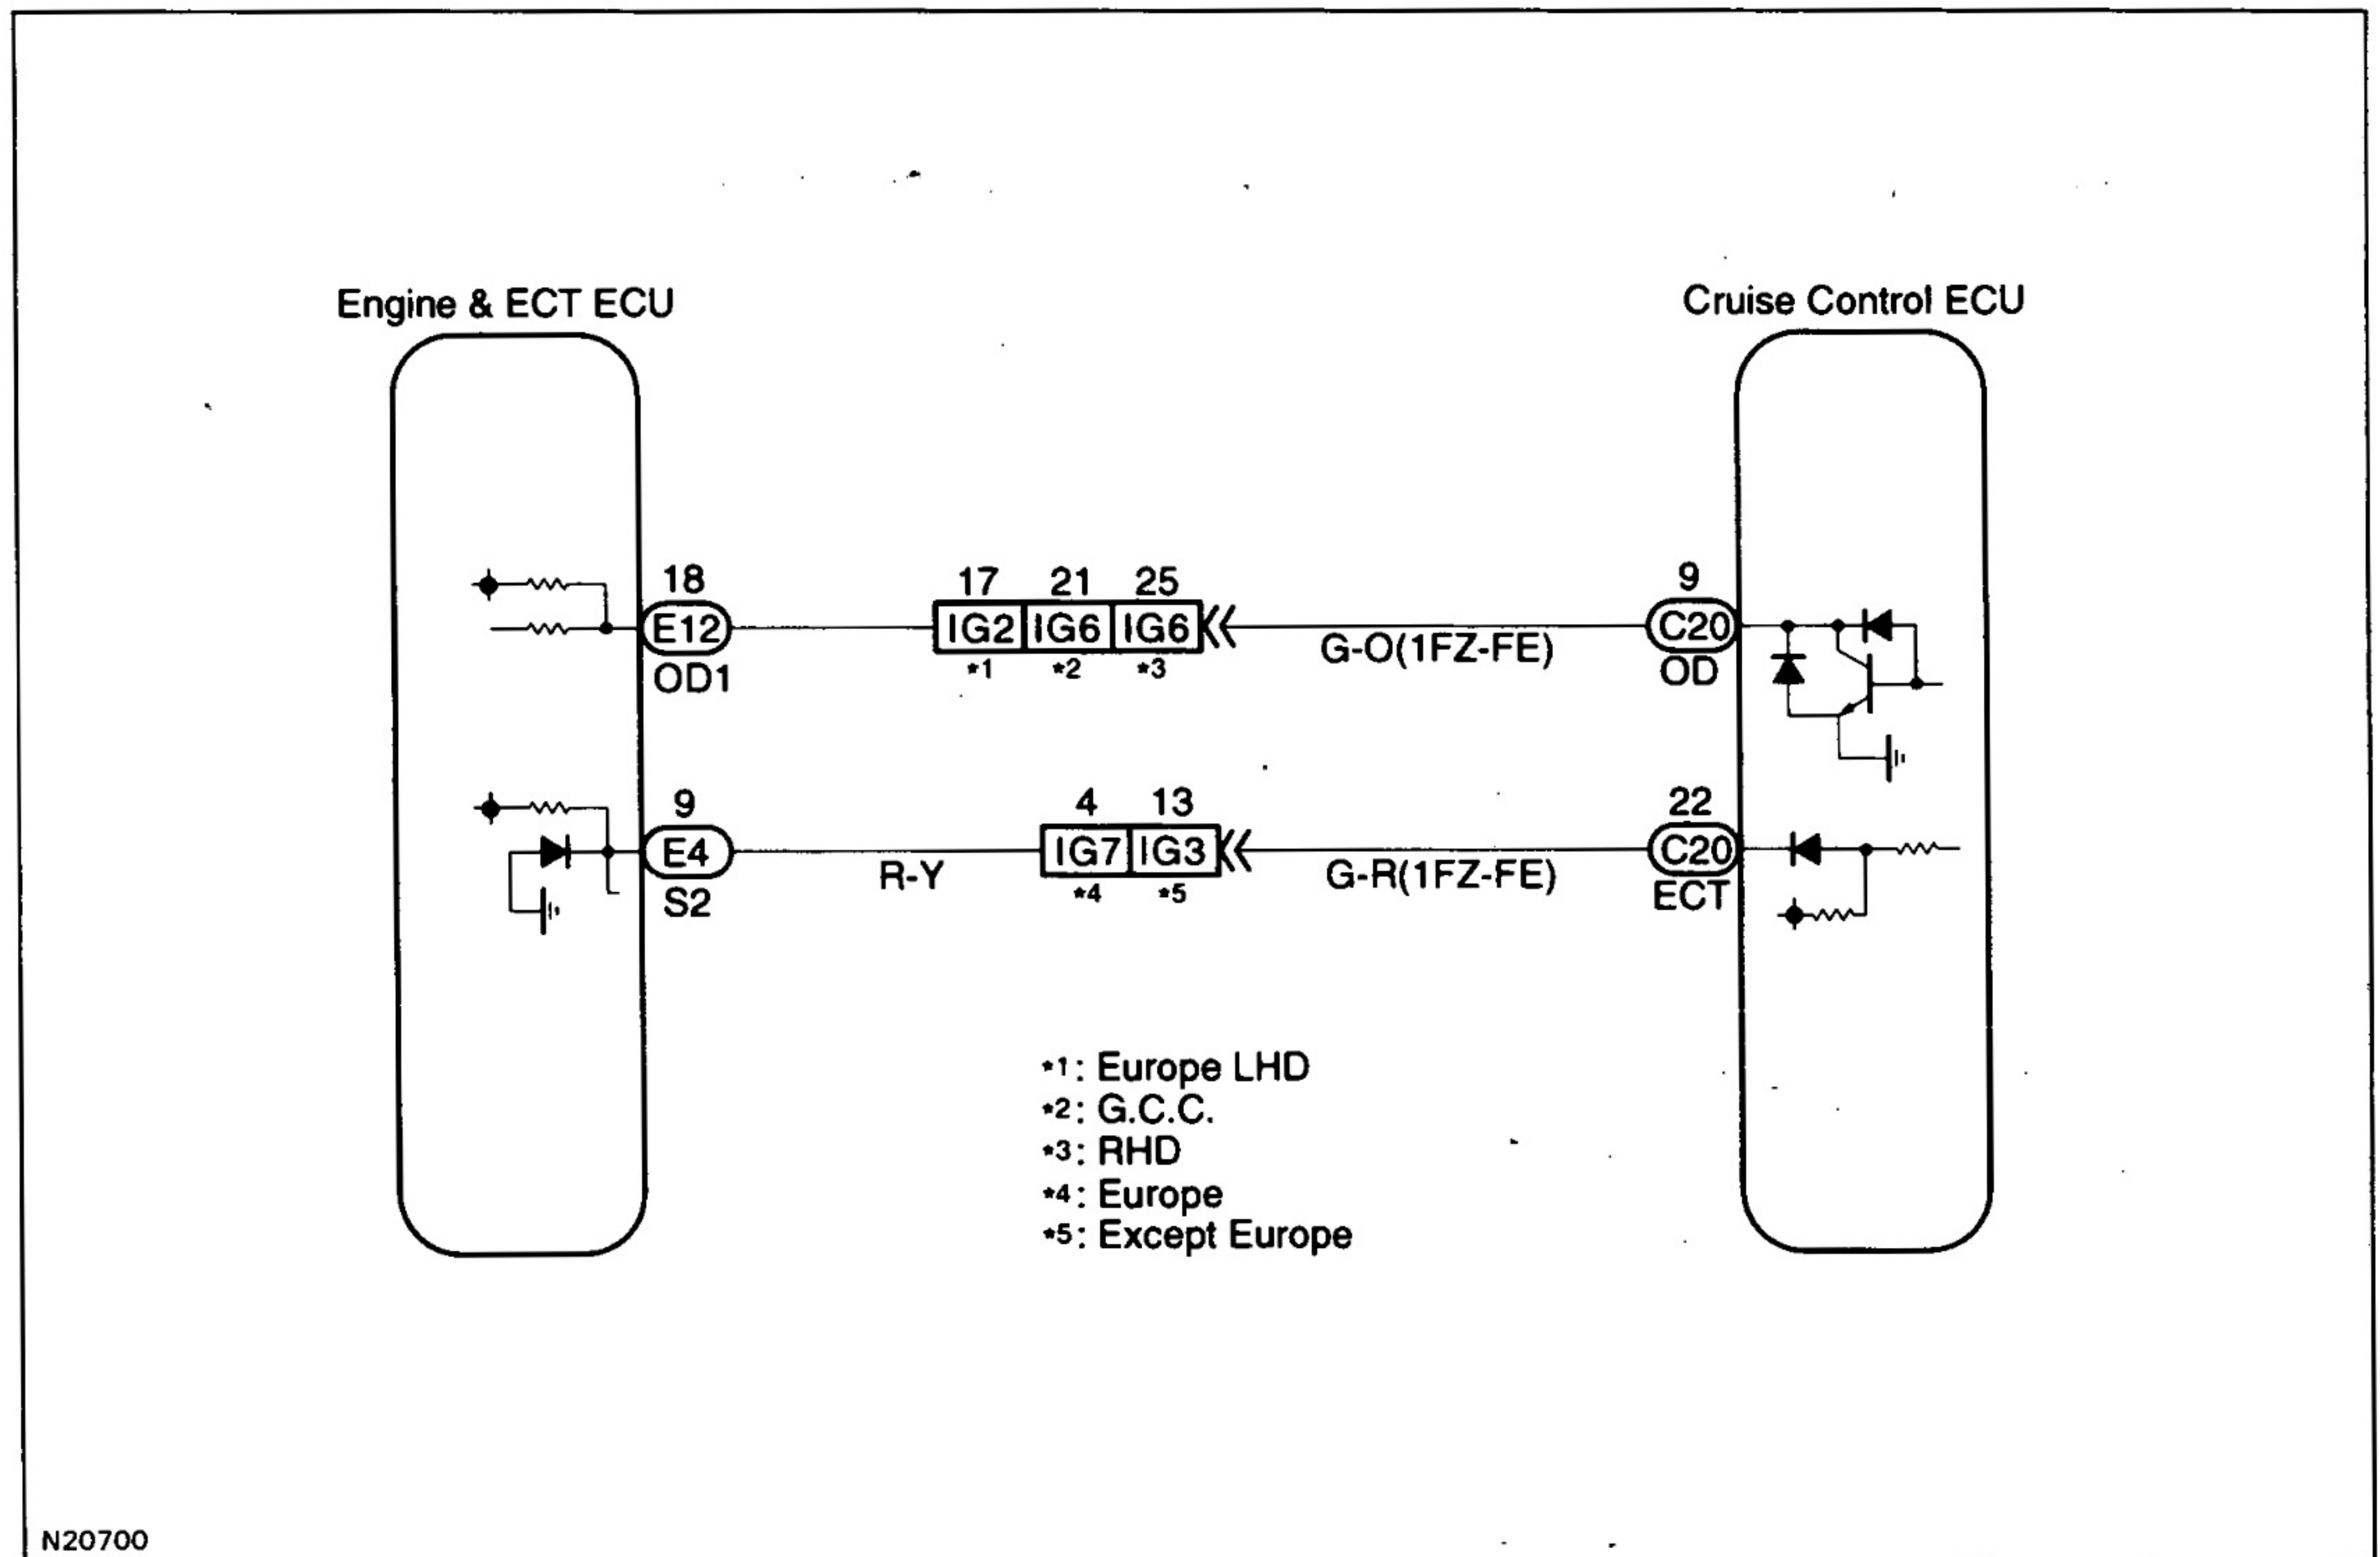 Engine & ECT ECU
Cruise Control ECU
18
17 21 25
9
E12
IG2 IG6 IG6
C20
OD1
*1 *2 *3
G-O(1FZ-FE)
OD
9
4 13
22
E4
IG7 IG3
C20
S2
R-Y
*4 *5
G-R(1FZ-FE)
ECT
*1: Europe LHD
*2: G.C.C.
*3: RHD
*4: Europe
*5: Except Europe
N20700